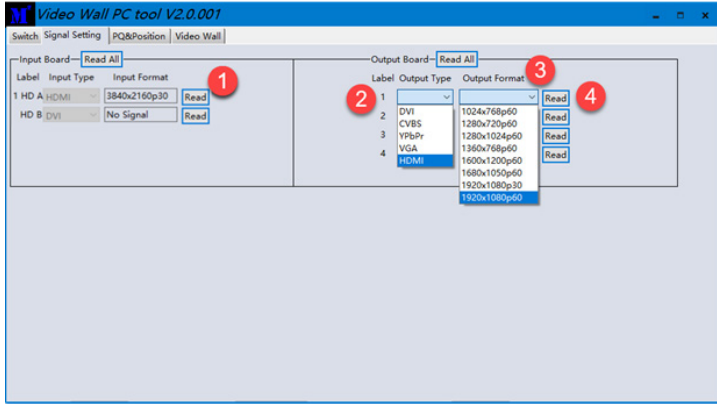 M Video Wall PC tool V2.0.001
Switch Signal Setting PQ&Position Video Wall
Input Board Read All
Label Input Type Input Format
1 HD A HDMI 3840x2160p30 Read
HD B DVI No Signal Read
1
Output Board Read All
Label Output Type Output Format
3
2
1 Read
4
2 Read
3 Read
4 Read
DVI
CVBS
YPbPr
VGA
HDMI
1024x768p60
1280x720p60
1280x1024p60
1360x768p60
1600x1200p60
1680x1050p60
1920x1080p30
1920x1080p60